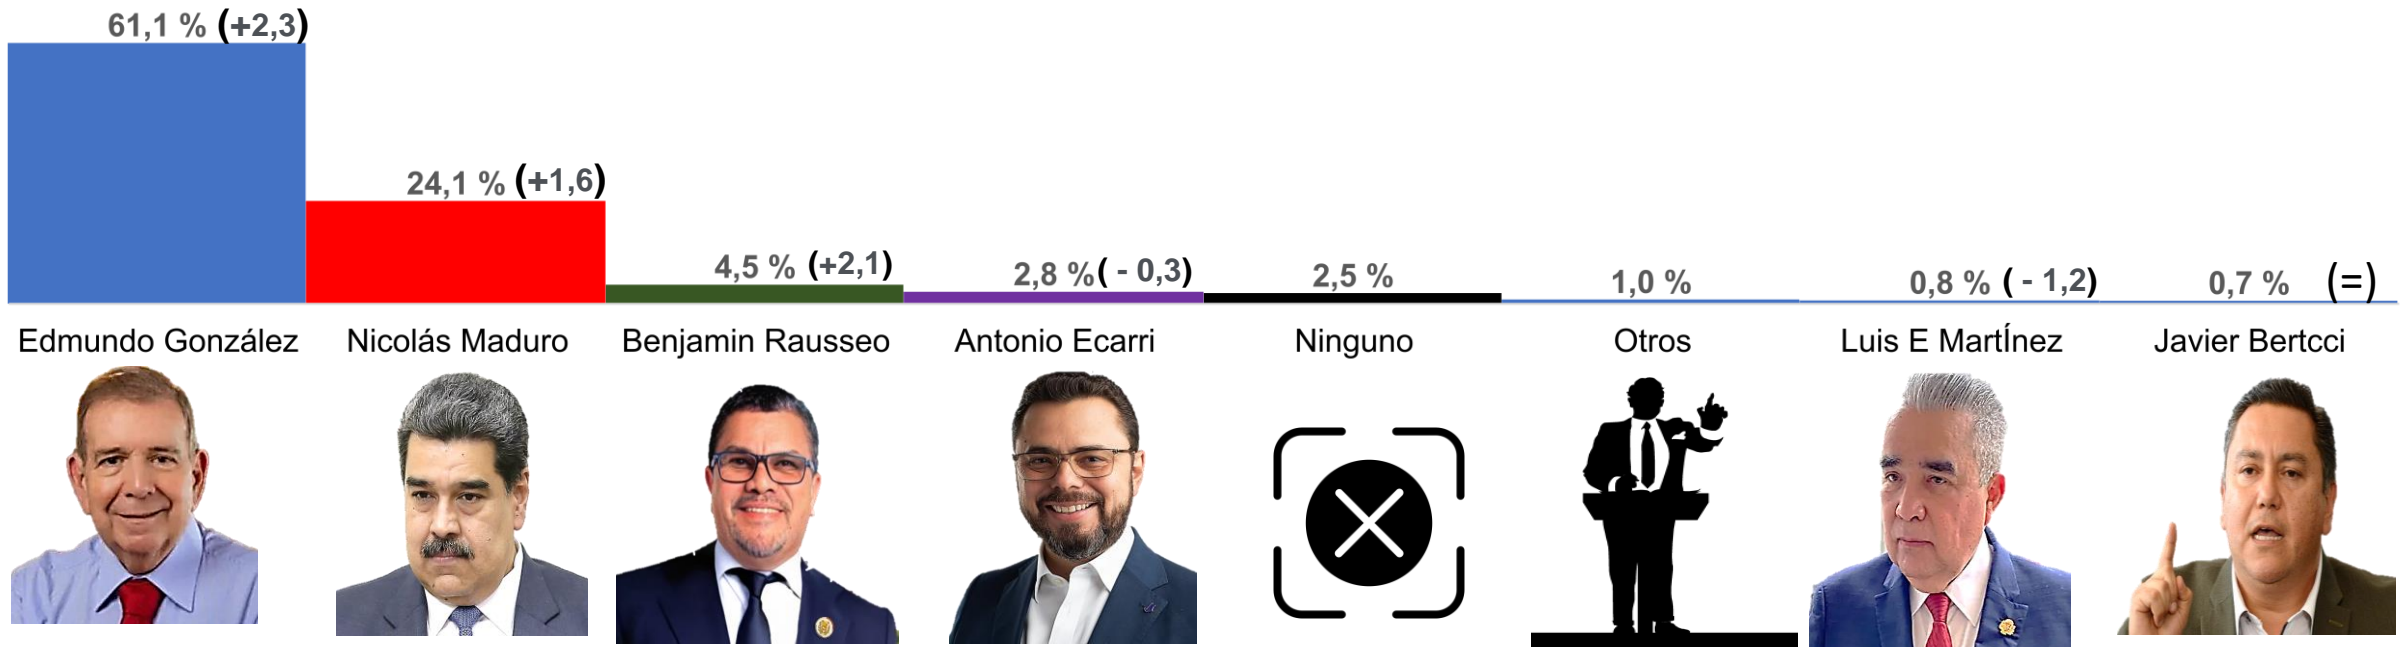 61,1 % (+2,3)
24,1 % (+1,6)
4,5 % (+2,1)
2,8 %( - 0,3)
2,5 %
1,0 %
0,8 % ( - 1,2)
0,7 % (=)
Edmundo González
Nicolás Maduro
Benjamin Rausseo
Antonio Ecarri
Ninguno
Otros
Luis E MartÍnez
Javier Bertcci